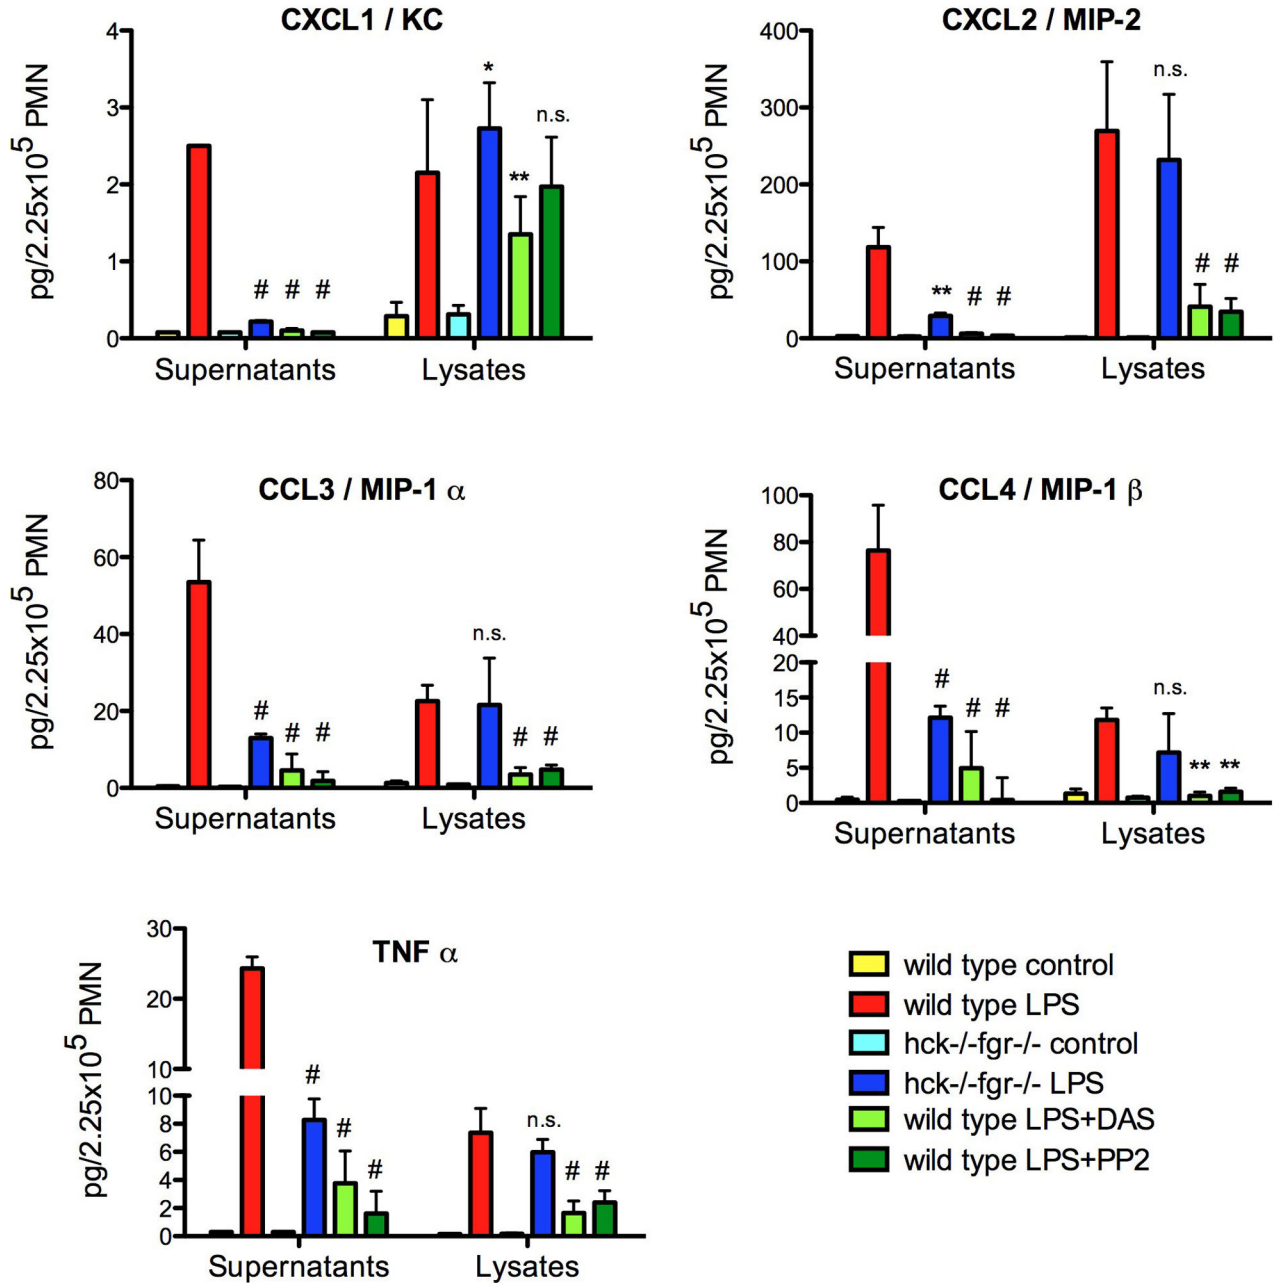 CXCL1 / KC
pg/2.25x10⁵ PMN
4
3
2
1
0
# # #
* ** n.s.
Supernatants Lysates
CXCL2 / MIP-2
pg/2.25x10⁵ PMN
400
300
200
100
0
** # #
n.s. # #
Supernatants Lysates
CCL3 / MIP-1 α
pg/2.25x10⁵ PMN
80
60
40
20
0
# # #
n.s. # #
Supernatants Lysates
CCL4 / MIP-1 β
pg/2.25x10⁵ PMN
100
80
60
40
20
15
10
5
0
# # #
n.s. ** **
Supernatants Lysates
TNF α
pg/2.25x10⁵ PMN
30
20
10
10
8
6
4
2
0
# # #
n.s. # #
Supernatants Lysates
wild type control
wild type LPS
hck-/-fgr-/- control
hck-/-fgr-/- LPS
wild type LPS+DAS
wild type LPS+PP2